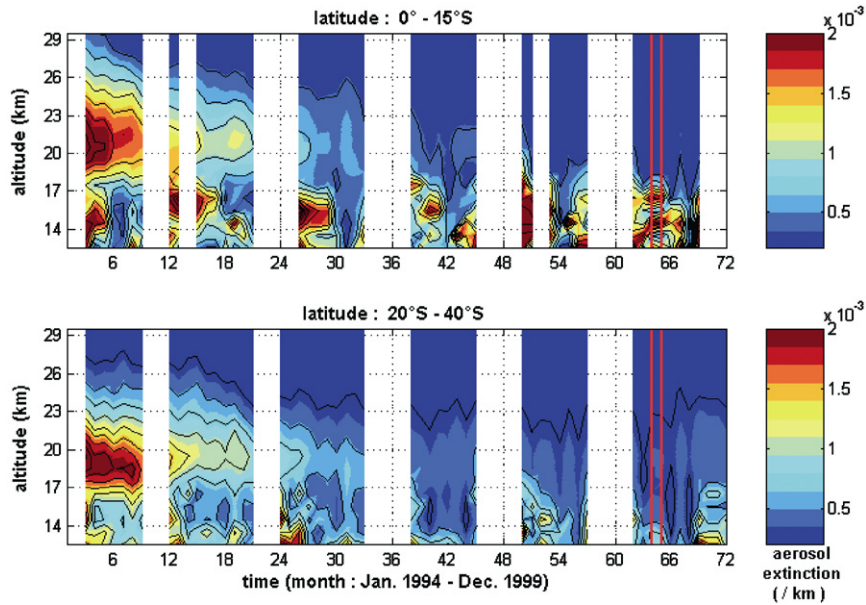 latitude : 0° - 15°S
x 10⁻³
29
26
23
20
17
14
altitude (km)
6 12 18 24 30 36 42 48 54 60 66 72
2
1.5
1
0.5
latitude : 20°S - 40°S
x 10⁻³
29
26
23
20
17
14
altitude (km)
6 12 18 24 30 36 42 48 54 60 66 72
time (month : Jan. 1994 - Dec. 1999)
2
1.5
1
0.5
aerosol
extinction
( / km)